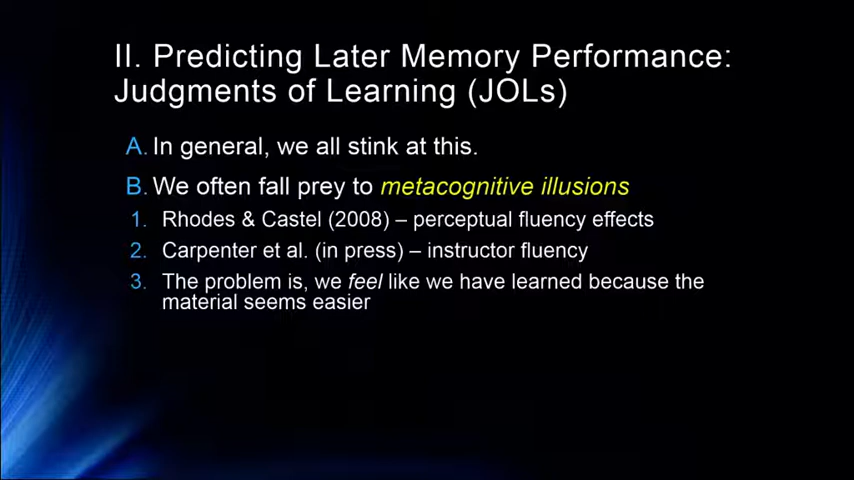 II. Predicting Later Memory Performance:
Judgments of Learning (JOLs)
A. In general, we all stink at this.
B. We often fall prey to metacognitive illusions
1. Rhodes & Castel (2008) – perceptual fluency effects
2. Carpenter et al. (in press) – instructor fluency
3. The problem is, we feel like we have learned because the
material seems easier